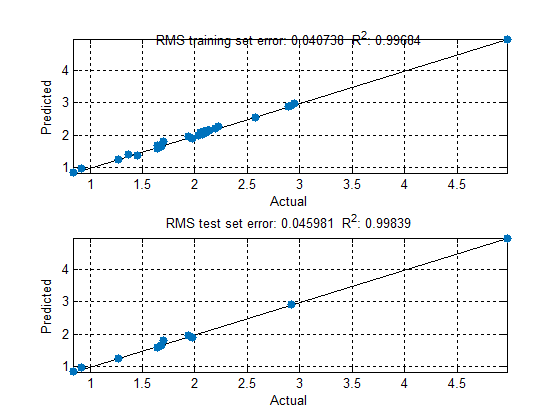 RMS training set error: 0.040738 R²: 0.99684
4
3
2
1
Predicted
1 1.5 2 2.5 3 3.5 4 4.5
Actual
RMS test set error: 0.045981 R²: 0.99839
4
3
2
1
Predicted
1 1.5 2 2.5 3 3.5 4 4.5
Actual